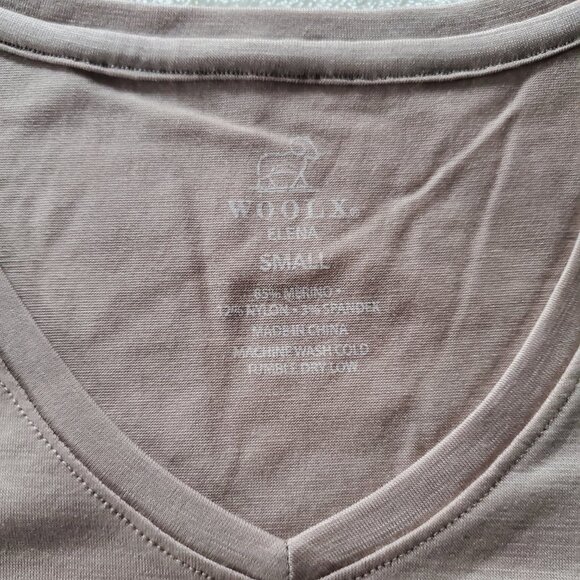 WOOLX®
ELENA
SMALL
85% MERINO •
12% NYLON • 3% SPANDEX
MADE IN CHINA
MACHINE WASH COLD
TUMBLE DRY LOW